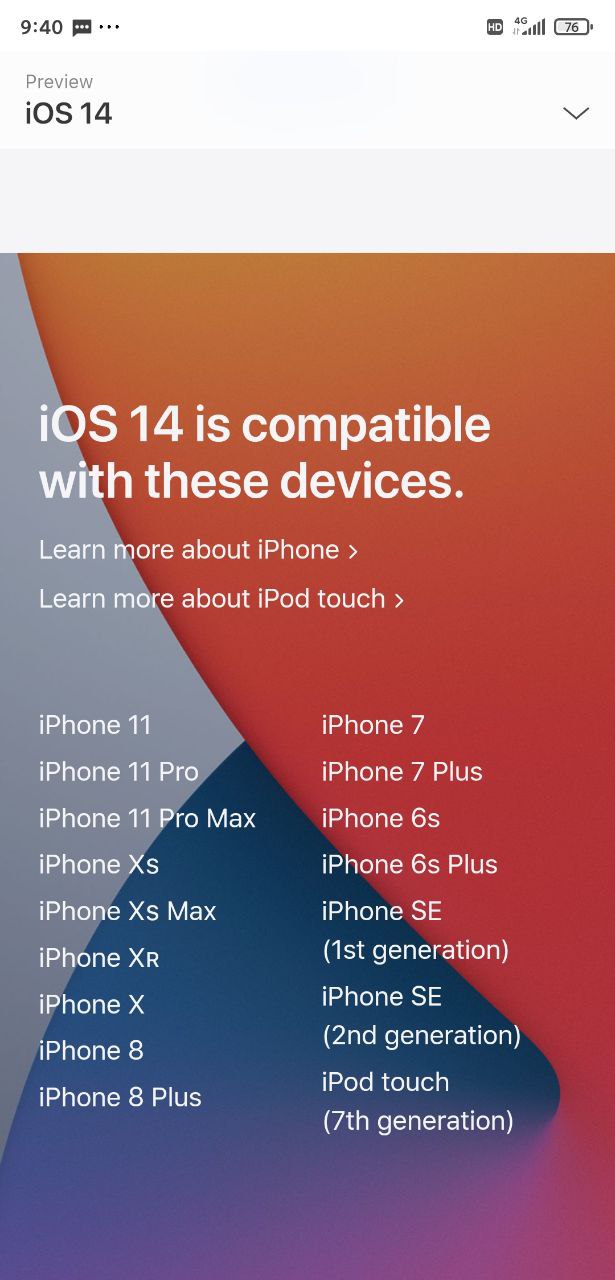 9:40
HD 4G 76
Preview
iOS 14
iOS 14 is compatible
with these devices.
Learn more about iPhone >
Learn more about iPod touch >
iPhone 11
iPhone 11 Pro
iPhone 11 Pro Max
iPhone Xs
iPhone Xs Max
iPhone XR
iPhone X
iPhone 8
iPhone 8 Plus
iPhone 7
iPhone 7 Plus
iPhone 6s
iPhone 6s Plus
iPhone SE
(1st generation)
iPhone SE
(2nd generation)
iPod touch
(7th generation)